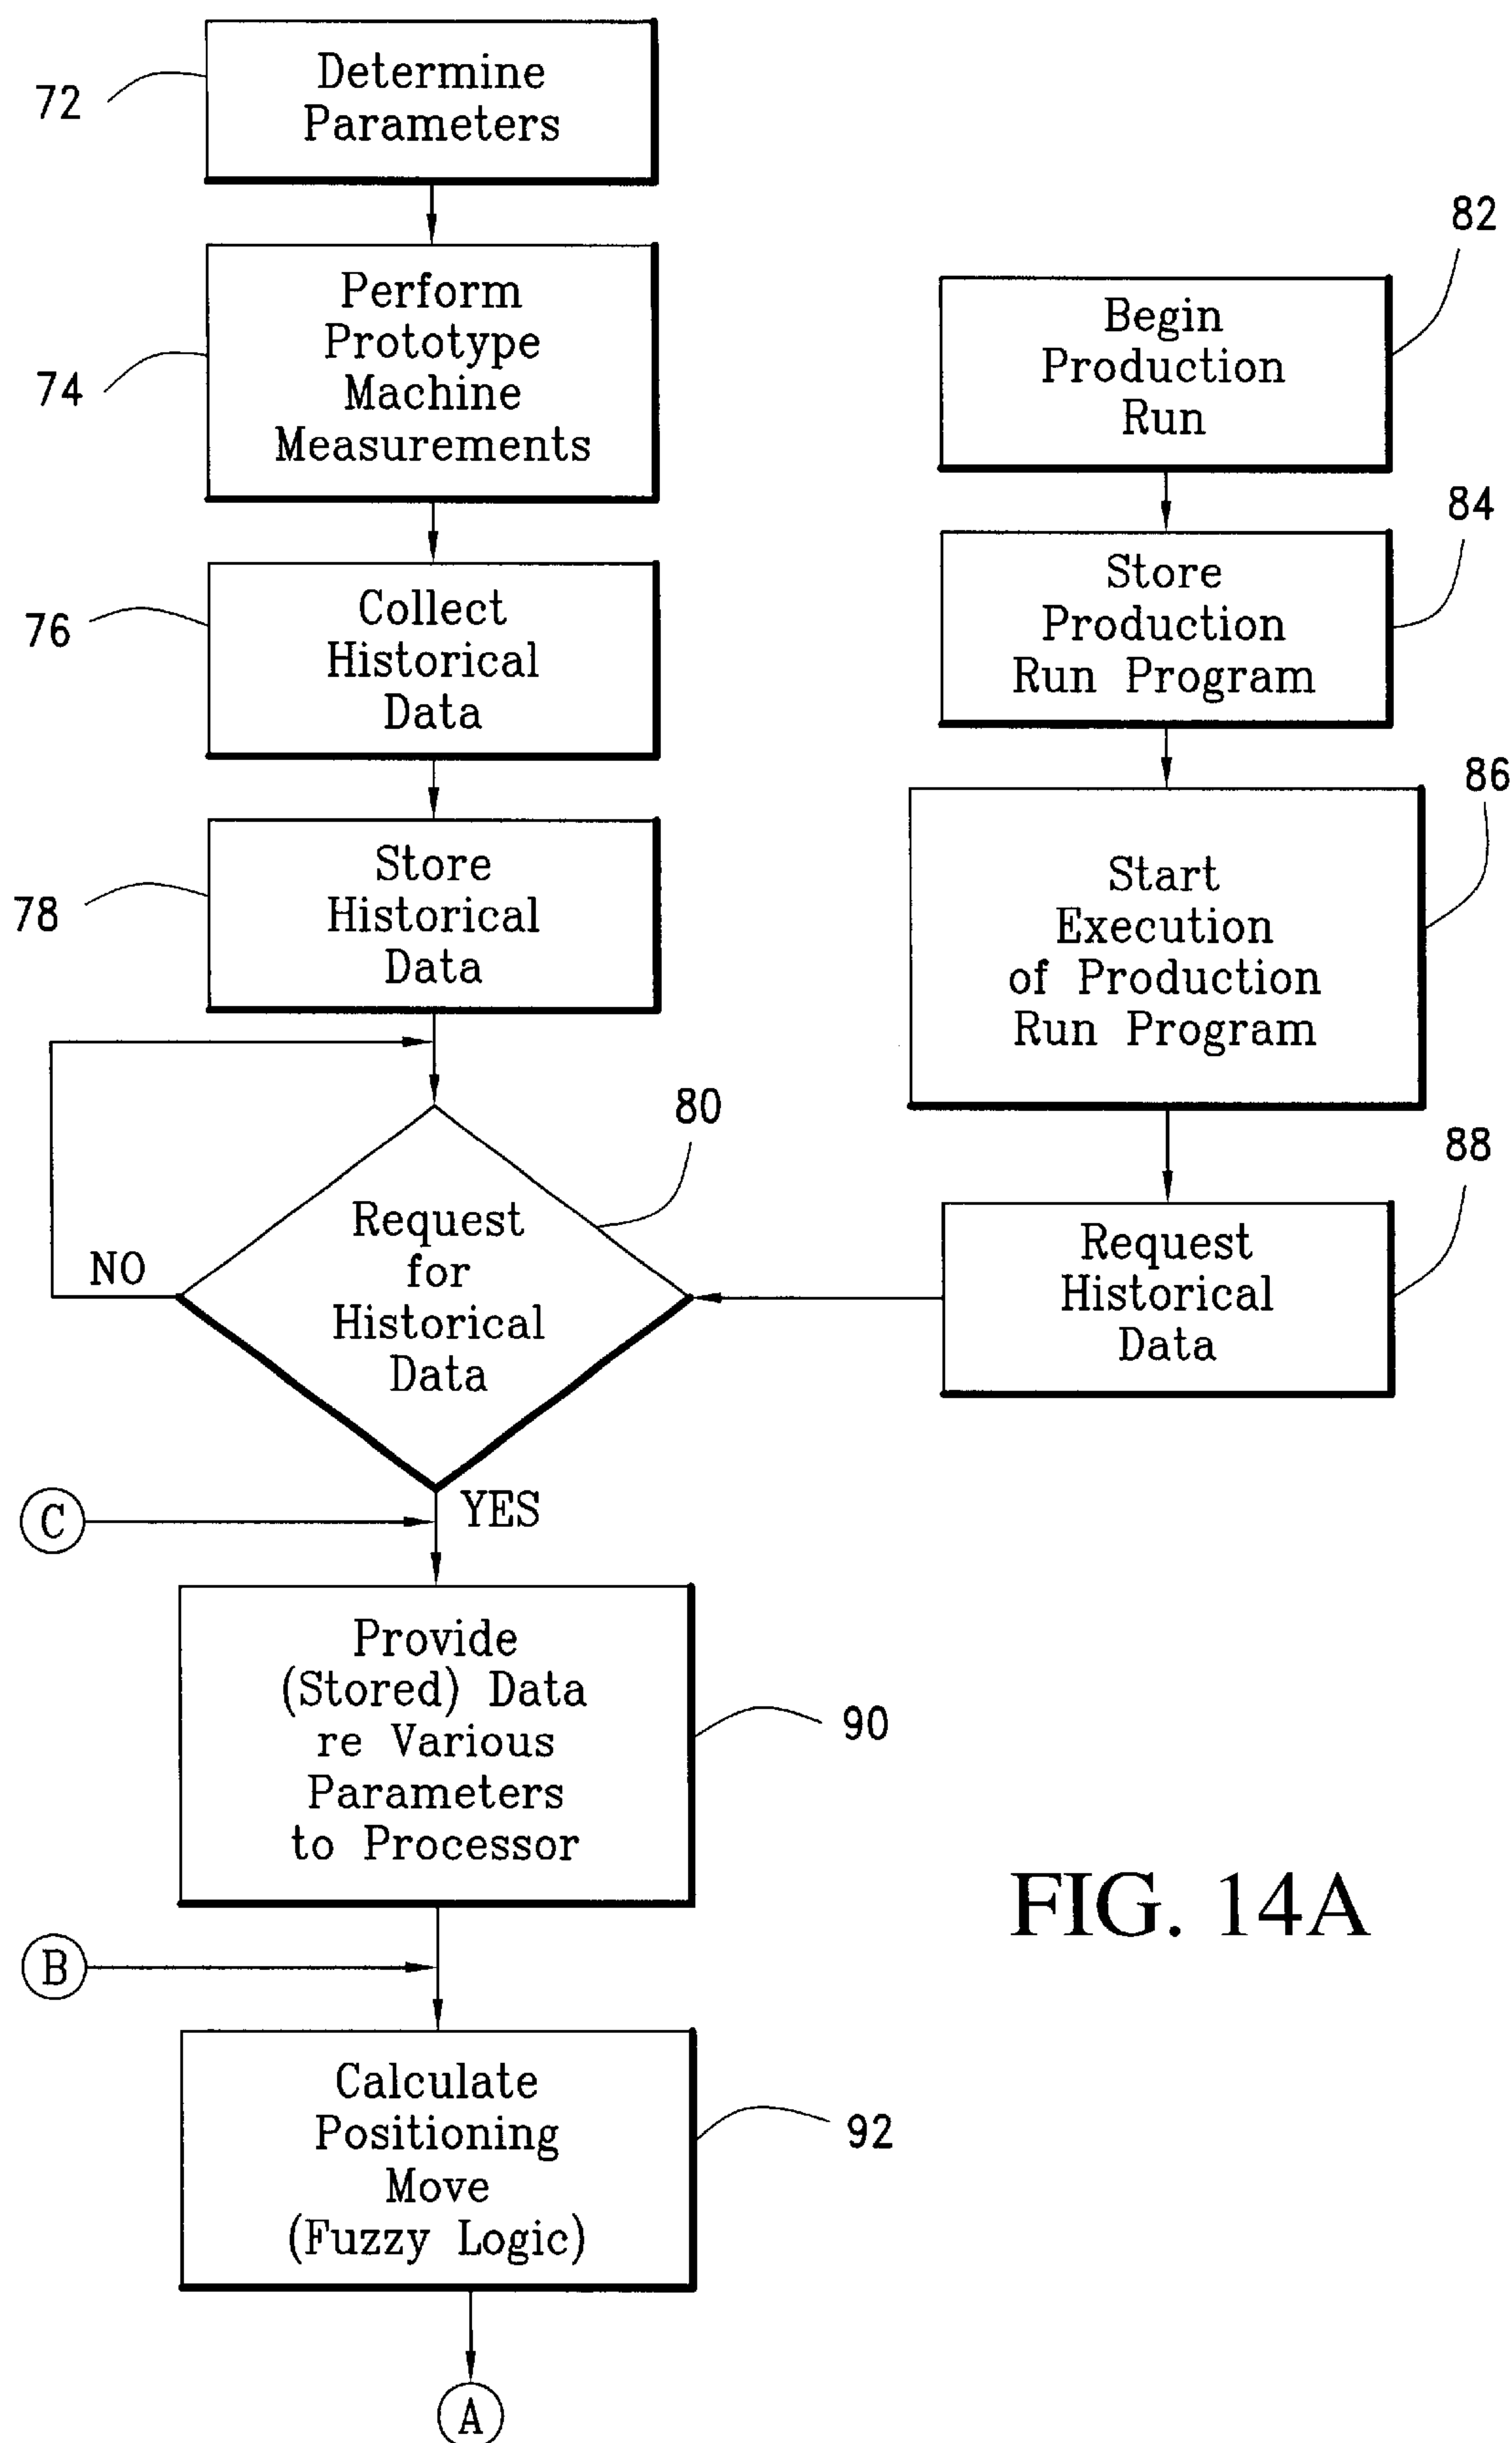 72
Determine
Parameters
74
Perform
Prototype
Machine
Measurements
76
Collect
Historical
Data
78
Store
Historical
Data
80
Request
for
Historical
Data
NO
YES
82
Begin
Production
Run
84
Store
Production
Run Program
86
Start
Execution
of Production
Run Program
88
Request
Historical
Data
C
Provide
(Stored) Data
re Various
Parameters
to Processor
90
B
Calculate
Positioning
Move
(Fuzzy Logic)
92
A
FIG. 14A